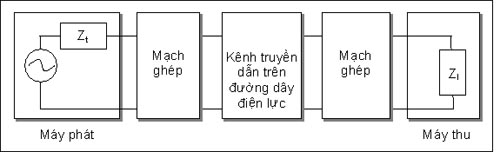 Zt
Mạch
ghép
Kênh truyền
dẫn trên
đường dây
điện lực
Mạch
ghép
Zl
Máy phát
Máy thu